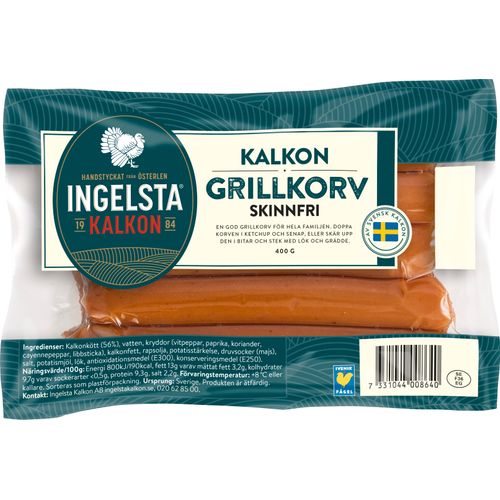 HANDSTYCKAT FRÅN ÖSTERLEN
INGELSTA®
19 KALKON 84
KALKON
GRILLKORV
SKINNFRI
EN GOD GRILLKORV FÖR HELA FAMILJEN. DOPPA
KORVEN I KETCHUP OCH SENAP, ELLER SKÄR UPP
DEN I BITAR OCH STEK MED LÖK OCH GRÄDDE.
400 G
AV SVENSK KALKON
Ingredienser: Kalkonkött (56%), vatten, kryddor (vitpeppar, paprika, koriander,
cayennepeppar, libbsticka), kalkonfett, rapsolja, potatisstärkelse, druvsocker (majs),
salt, potatismjöl, lök, antioxidationsmedel (E300), konserveringsmedel (E250).
Näringsvärde/100g: Energi 800kJ/190kcal, fett 13g varav mättat fett 3,2g, kolhydrater
9,7g varav sockerarter <0,5g, protein 9,3g, salt 2,2g. Förvaringstemperatur: +8°C eller
kallare. Sorteras som plastförpackning. Ursprung: Sverige. Produkten är ätfärdig.
Kontakt: Ingelsta Kalkon AB ingelstakalkon.se, 020 62 85 00.
SVENSK
FÅGEL
7 331044 008640
SE
F36
EG